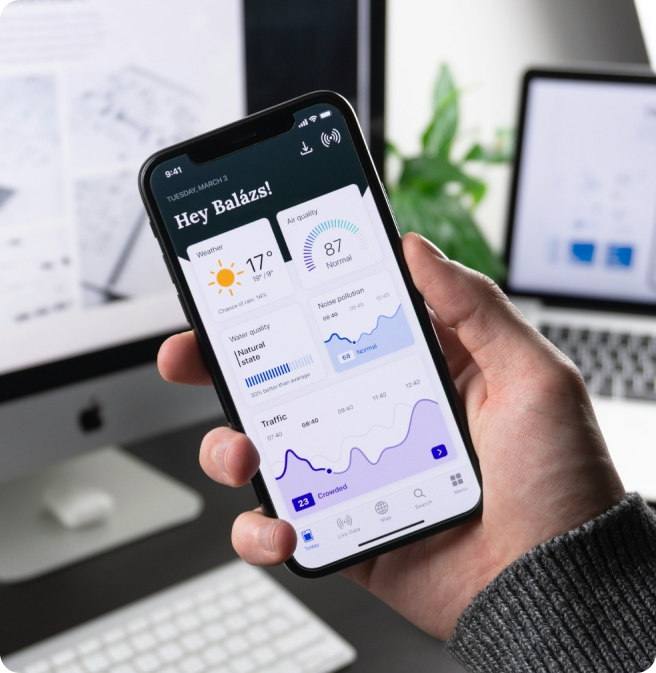 9:41
TUESDAY, MARCH 3
Hey Balázs!
Weather
17°
19° / 9°
Chance of rain: 14%
Air quality
87
Normal
Water quality
Natural
state
30% better than average
Noise pollution
08:40 09:40 10:40
68 Normal
Traffic
07:40 08:40 09:40 11:40 12:40
23 Crowded
Today Live Data Map Search Menu